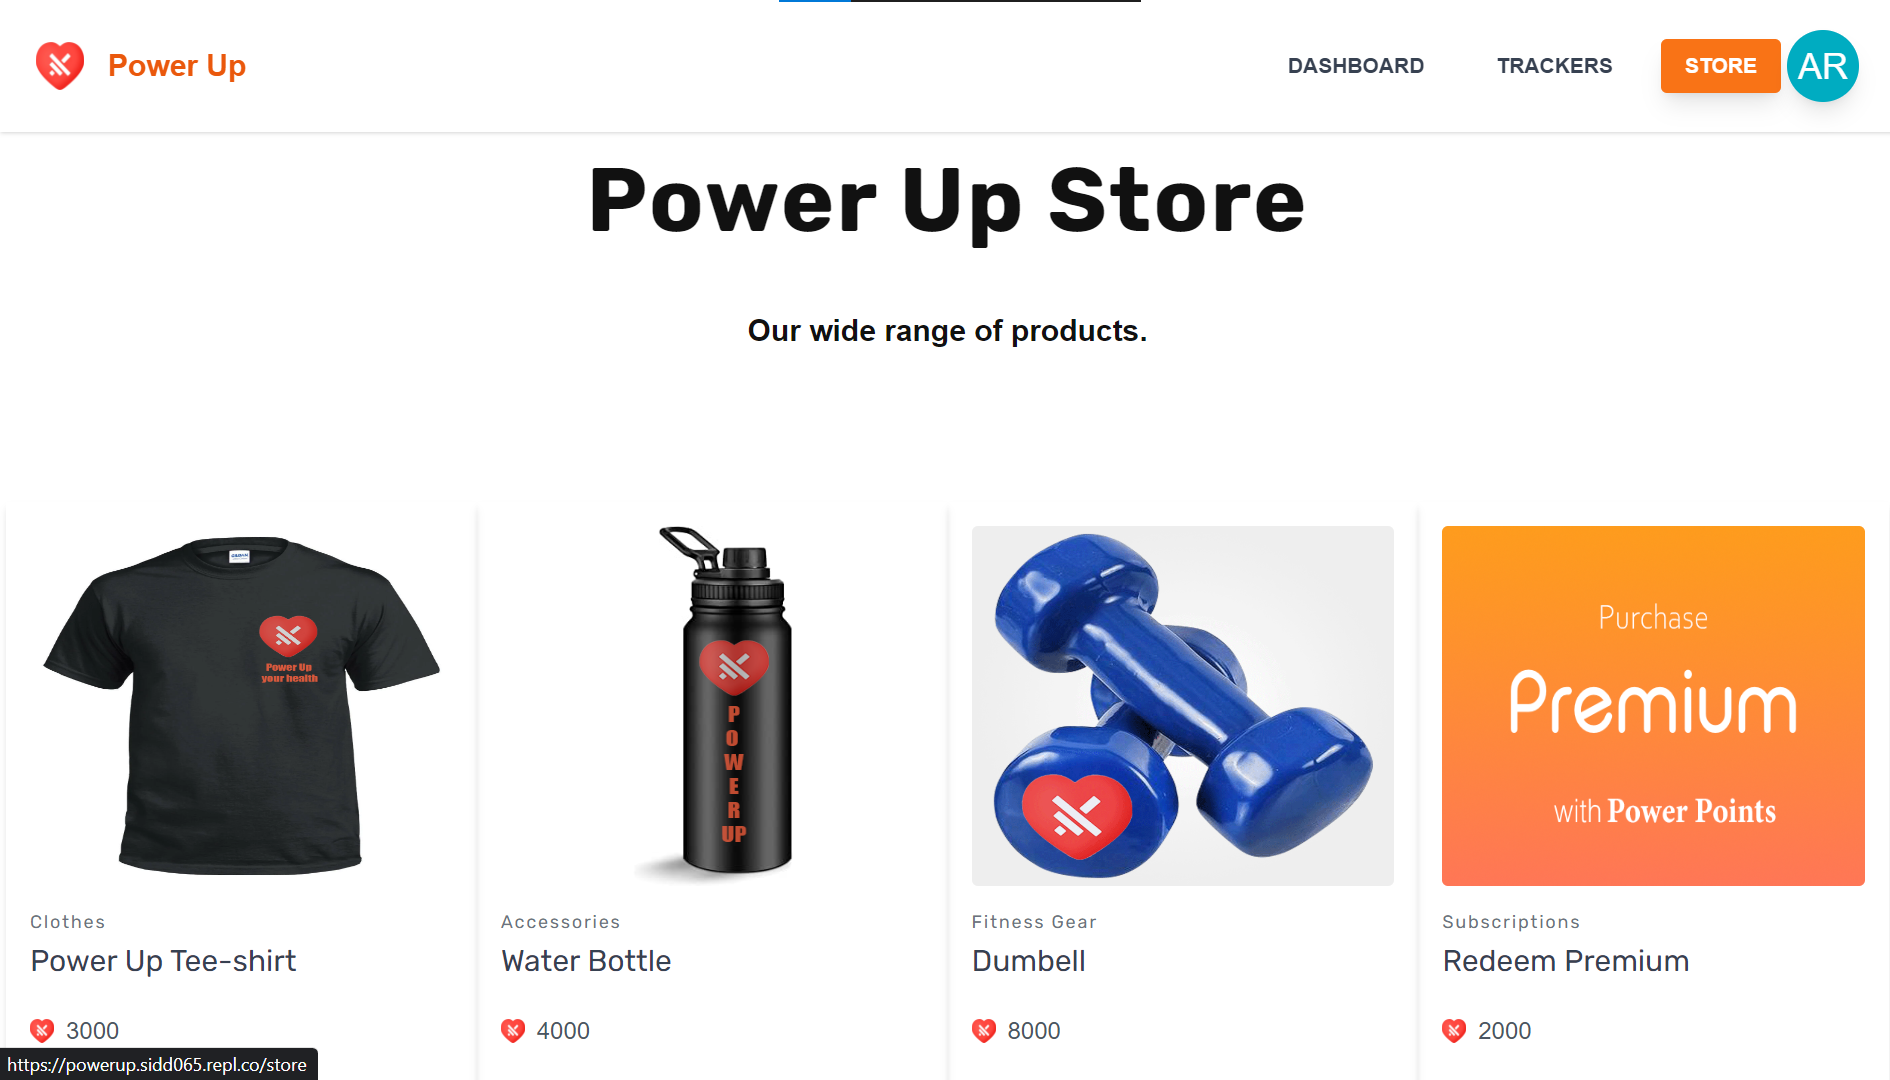 Power Up
DASHBOARD
TRACKERS
STORE
AR
Power Up Store
Our wide range of products.
Power Up
your health
P
O
W
E
R
UP
Purchase
Premium
with Power Points
Clothes
Power Up Tee-shirt
3000
Accessories
Water Bottle
4000
Fitness Gear
Dumbell
8000
Subscriptions
Redeem Premium
2000
https://powerup.sidd065.repl.co/store